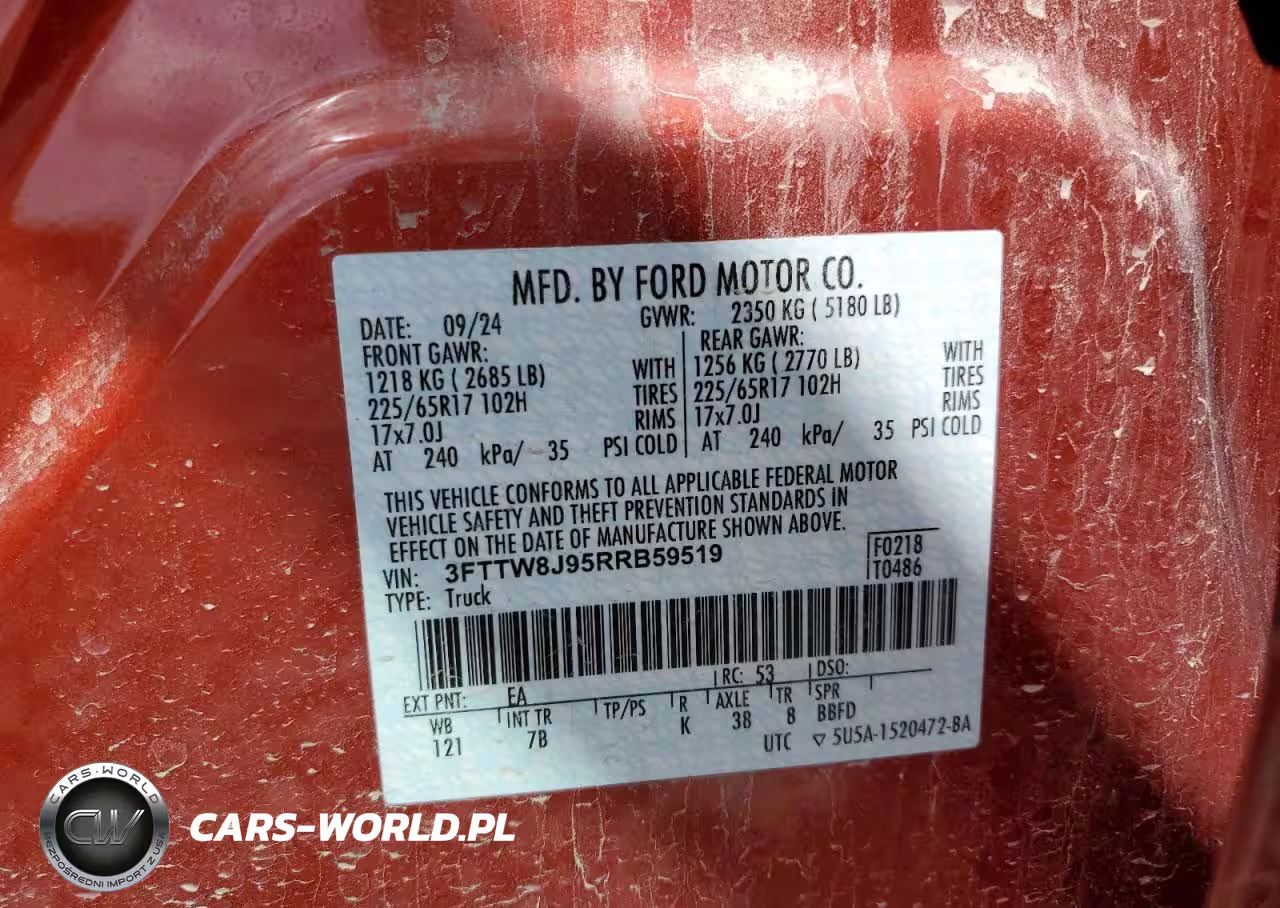 MFD. BY FORD MOTOR CO.
DATE: 09/24 GVWR: 2350 KG ( 5180 LB)
FRONT GAWR: REAR GAWR:
1218 KG ( 2685 LB) WITH 1256 KG ( 2770 LB) WITH
225/65R17 102H TIRES 225/65R17 102H TIRES
17x7.0J RIMS 17x7.0J RIMS
AT 240 kPa/ 35 PSI COLD AT 240 kPa/ 35 PSI COLD
THIS VEHICLE CONFORMS TO ALL APPLICABLE FEDERAL MOTOR
VEHICLE SAFETY AND THEFT PREVENTION STANDARDS IN
EFFECT ON THE DATE OF MANUFACTURE SHOWN ABOVE.
VIN: 3FTTW8J95RRB59519 F0218
TYPE: Truck T0486
EXT PNT: EA RC: 53 DSO:
WB INT TR TP/PS R AXLE TR SPR
121 7B K 38 8 BBFD
UTC ▽ 5U5A-1520472-BA
CARS-WORLD
CW
BEZPOŚREDNI IMPORT Z USA
CARS-WORLD.PL